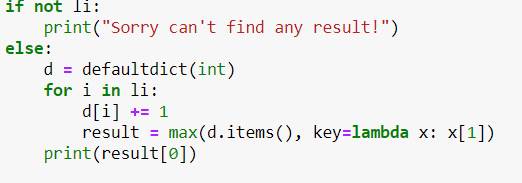 if not li:
    print("Sorry can't find any result!")
else:
    d = defaultdict(int)
    for i in li:
        d[i] += 1
        result = max(d.items(), key=lambda x: x[1])
    print(result[0])